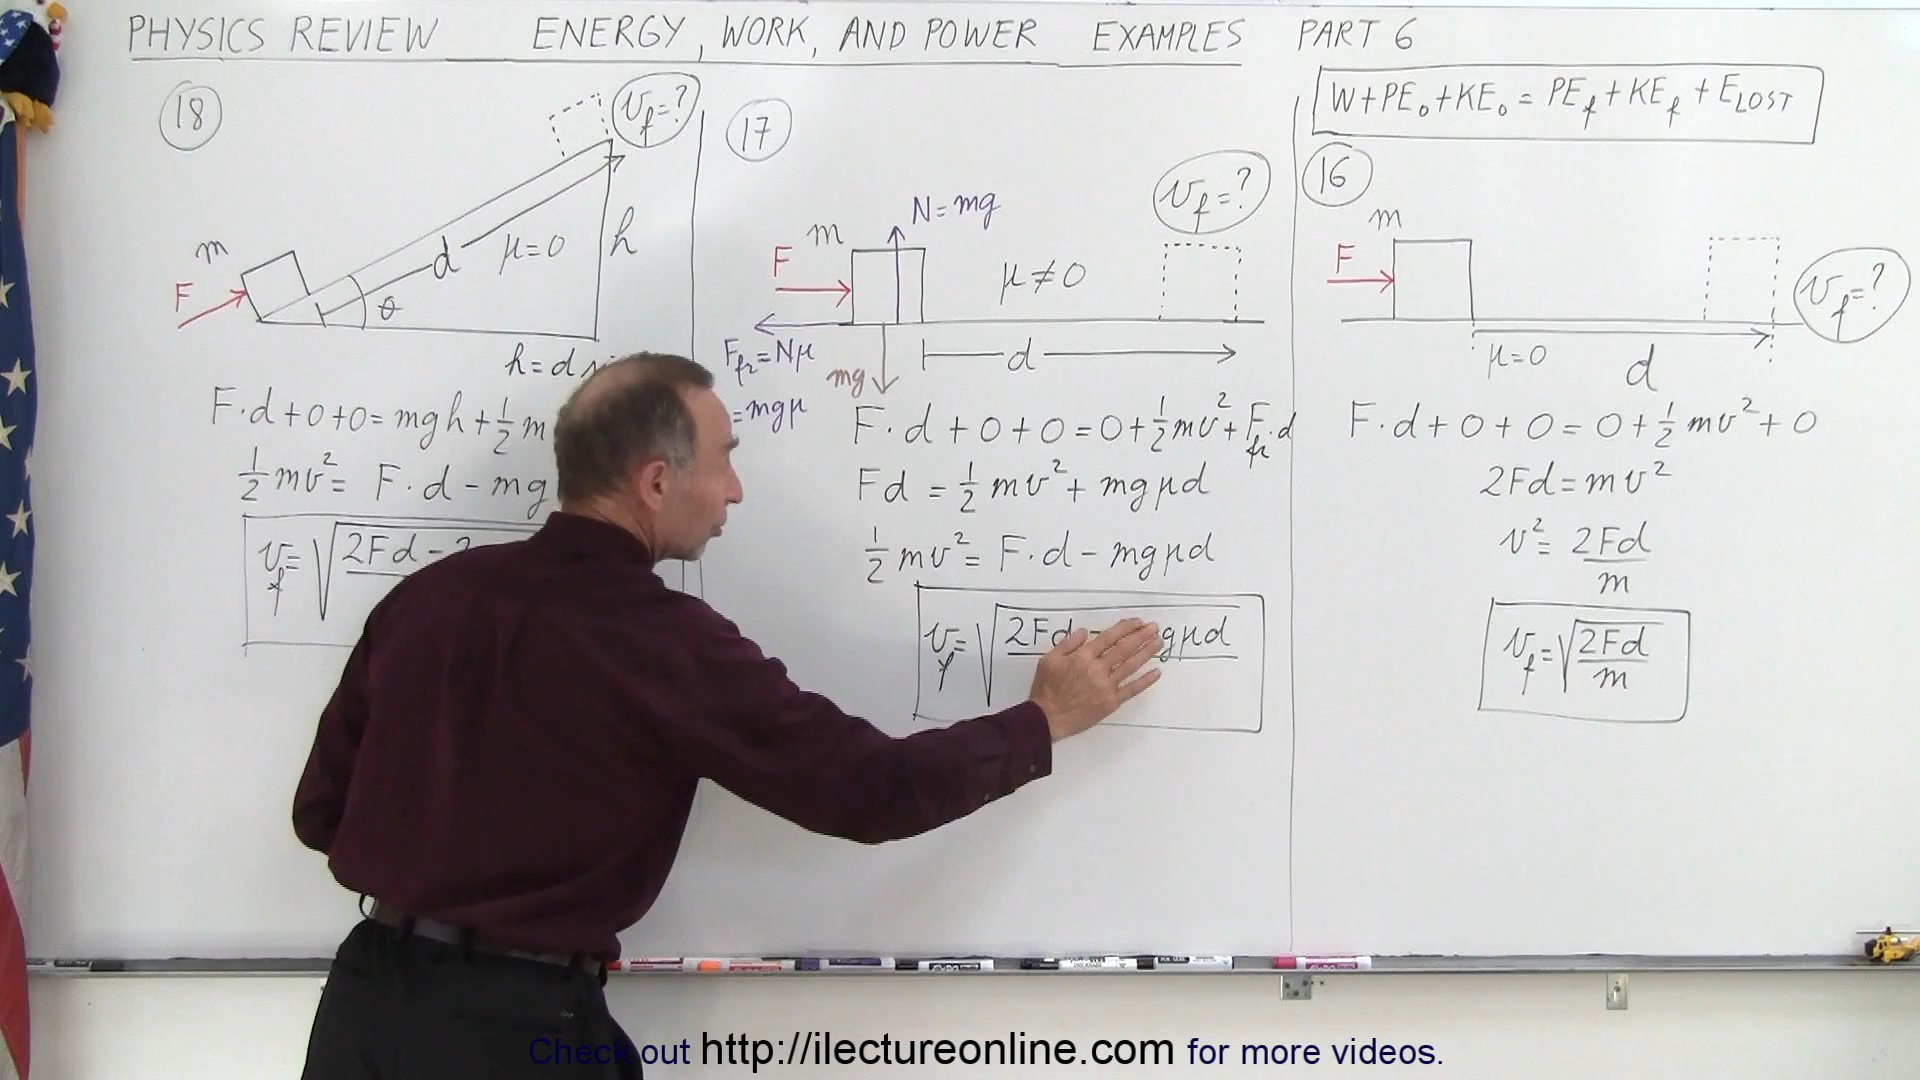 PHYSICS REVIEW ENERGY, WORK, AND POWER EXAMPLES PART 6
18
v_f = ?
m
F
d
μ = 0
h
θ
h = d
F·d + 0 + 0 = mgh + 1/2 m
1/2 mv² = F·d - mg
v_f = √ 2Fd - 2
17
N = mg
v_f = ?
m
F
μ ≠ 0
F_fr = Nμ
= mgμ
mg
d
F·d + 0 + 0 = 0 + 1/2 mv² + F_fr·d
Fd = 1/2 mv² + mgμd
1/2 mv² = F·d - mgμd
v_f = √ 2Fd - gμd
W + PE₀ + KE₀ = PE_f + KE_f + E_LOST
16
m
F
v_f = ?
μ = 0
d
F·d + 0 + 0 = 0 + 1/2 mv² + 0
2Fd = mv²
v² = 2Fd/m
v_f = √ 2Fd/m
Check out http://ilectureonline.com for more videos.